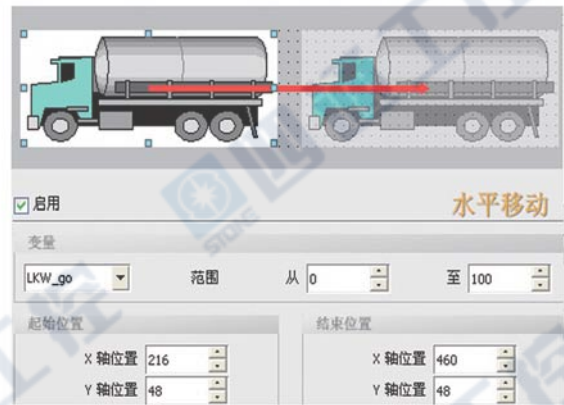 启用
水平移动
变量
LKW_go 范围 从 0 至 100
起始位置 结束位置
X 轴位置 216 X 轴位置 460
Y 轴位置 48 Y 轴位置 48
STONE